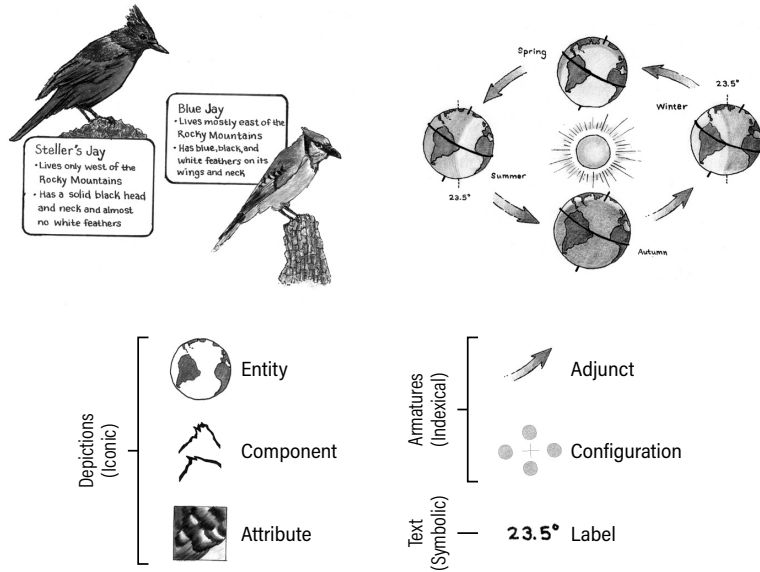 Steller's Jay
• Lives only west of the
Rocky Mountains
• Has a solid black head
and neck and almost
no white feathers
Blue Jay
• Lives mostly east of the
Rocky Mountains
• Has blue, black, and
white feathers on its
wings and neck
Spring
23.5°
Winter
Summer
23.5°
Autumn
Depictions
(Iconic)
Entity
Component
Attribute
Armatures
(Indexical)
Adjunct
Configuration
Text
(Symbolic)
23.5° Label